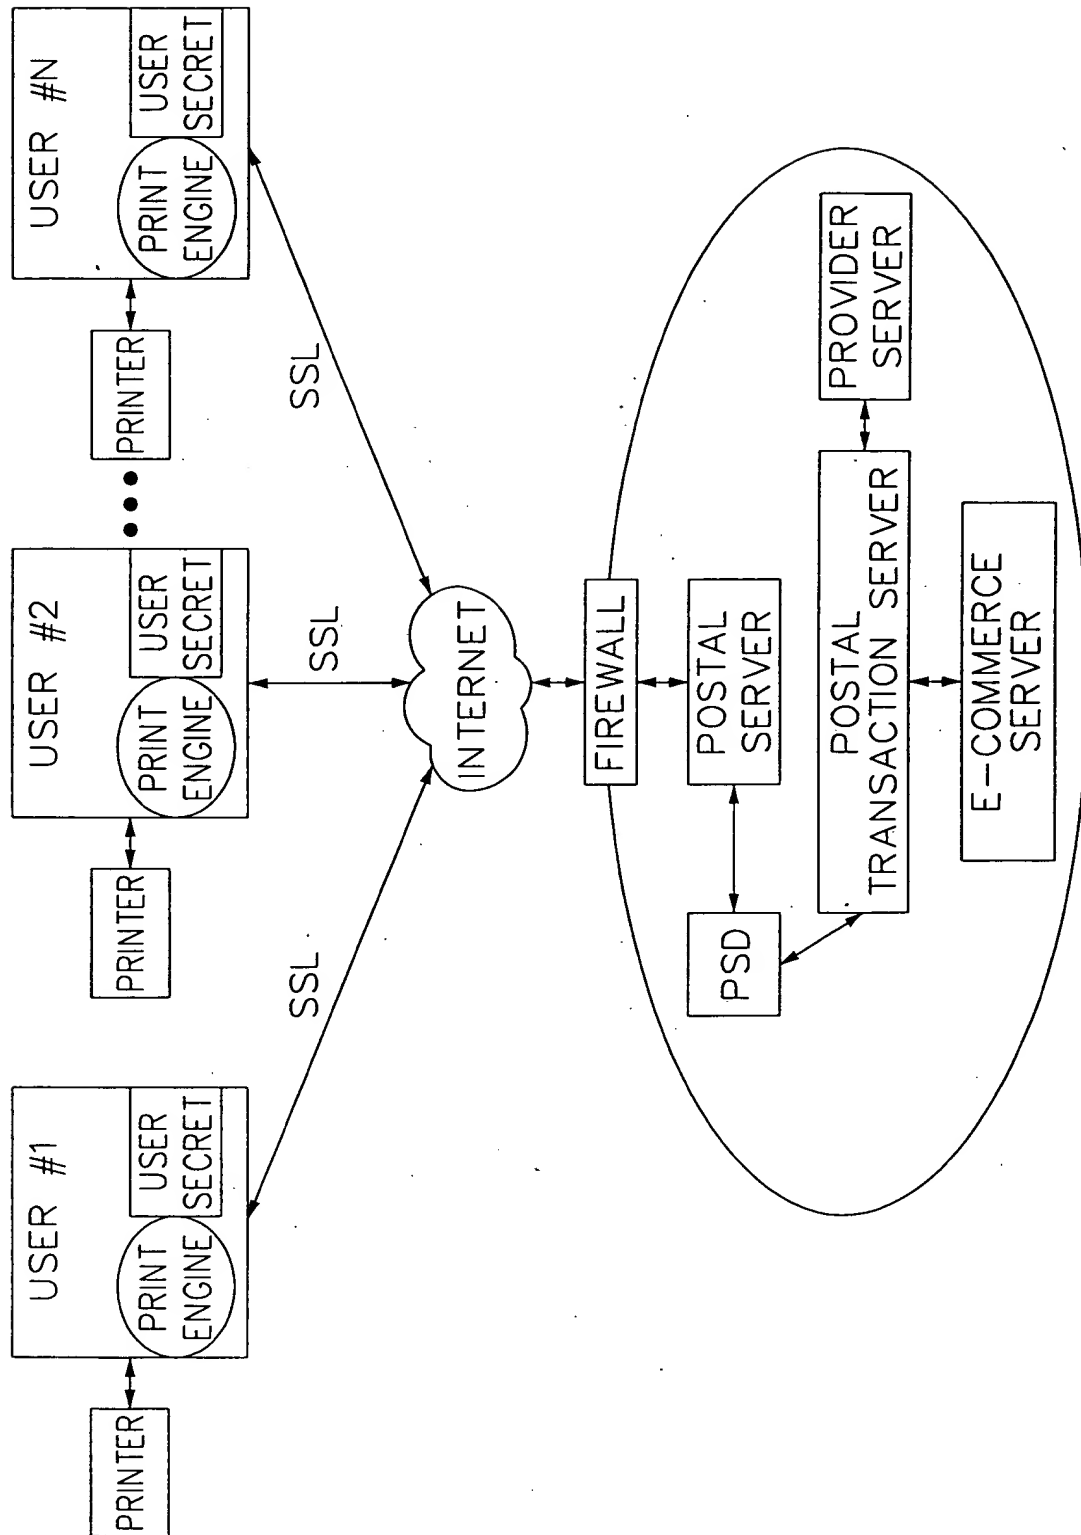 USER #1
PRINT
ENGINE
USER
SECRET
PRINTER
USER #2
PRINT
ENGINE
USER
SECRET
PRINTER
USER #N
PRINT
ENGINE
USER
SECRET
PRINTER
SSL
SSL
SSL
INTERNET
FIREWALL
PSD
POSTAL
SERVER
POSTAL
TRANSACTION SERVER
PROVIDER
SERVER
E-COMMERCE
SERVER